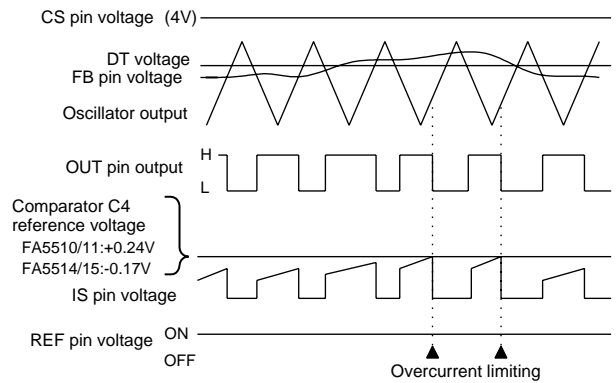 CS pin voltage (4V)
DT voltage
FB pin voltage
Oscillator output
OUT pin output
H
L
Comparator C4
reference voltage
FA5510/11:+0.24V
FA5514/15:-0.17V
IS pin voltage
REF pin voltage
ON
OFF
Overcurrent limiting